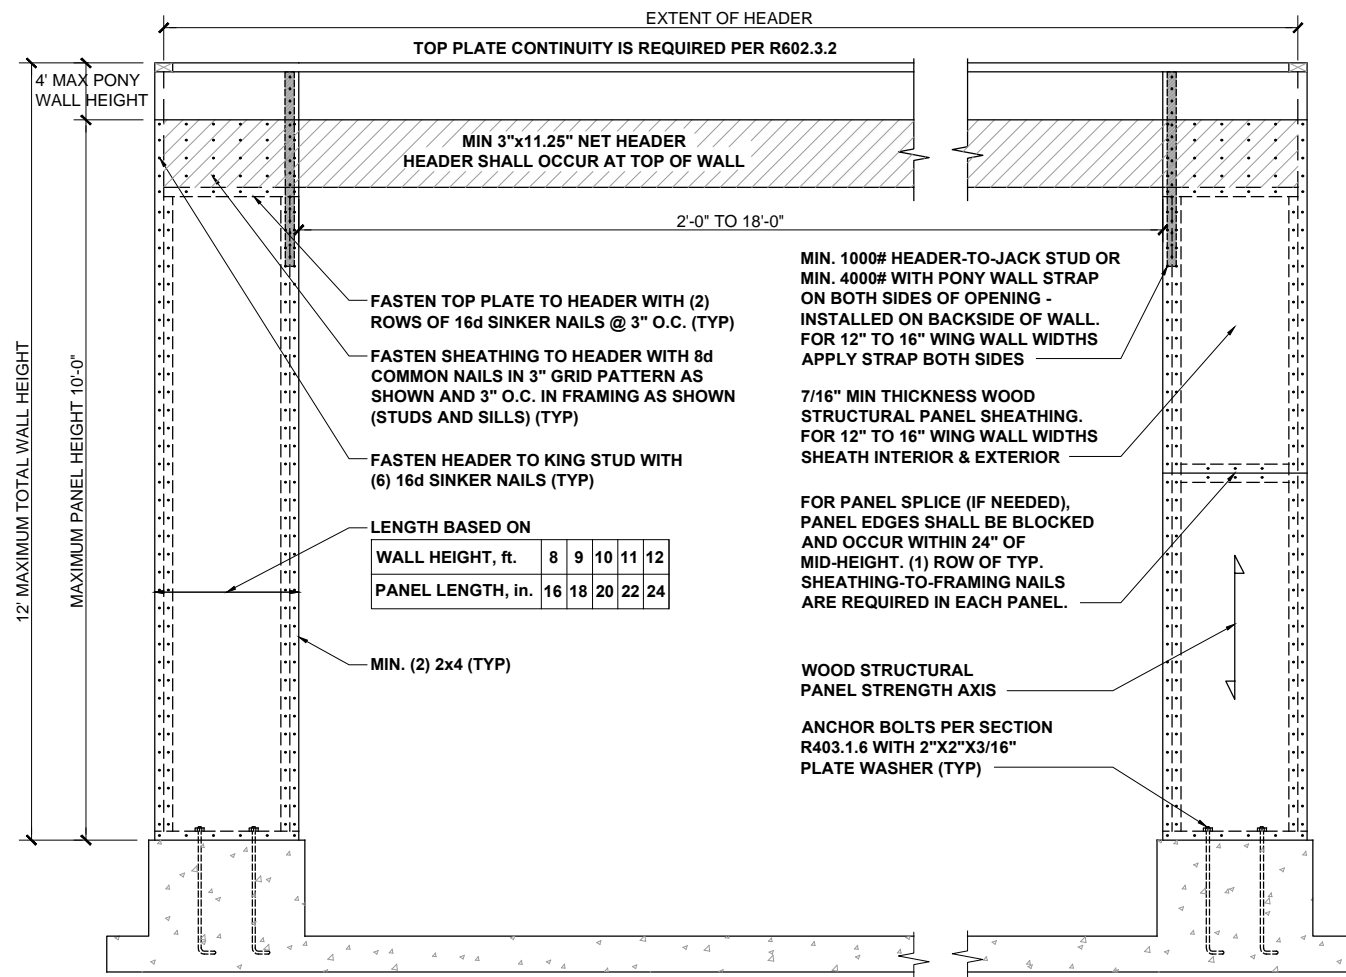 EXTENT OF HEADER
TOP PLATE CONTINUITY IS REQUIRED PER R602.3.2
4' MAX PONY
WALL HEIGHT
MIN 3"x11.25" NET HEADER
HEADER SHALL OCCUR AT TOP OF WALL
2'-0" TO 18'-0"
12' MAXIMUM TOTAL WALL HEIGHT
MAXIMUM PANEL HEIGHT 10'-0"
FASTEN TOP PLATE TO HEADER WITH (2)
ROWS OF 16d SINKER NAILS @ 3" O.C. (TYP)
FASTEN SHEATHING TO HEADER WITH 8d
COMMON NAILS IN 3" GRID PATTERN AS
SHOWN AND 3" O.C. IN FRAMING AS SHOWN
(STUDS AND SILLS) (TYP)
FASTEN HEADER TO KING STUD WITH
(6) 16d SINKER NAILS (TYP)
LENGTH BASED ON
WALL HEIGHT, ft. 8 9 10 11 12
PANEL LENGTH, in. 16 18 20 22 24
MIN. (2) 2x4 (TYP)
MIN. 1000# HEADER-TO-JACK STUD OR
MIN. 4000# WITH PONY WALL STRAP
ON BOTH SIDES OF OPENING -
INSTALLED ON BACKSIDE OF WALL.
FOR 12" TO 16" WING WALL WIDTHS
APPLY STRAP BOTH SIDES
7/16" MIN THICKNESS WOOD
STRUCTURAL PANEL SHEATHING.
FOR 12" TO 16" WING WALL WIDTHS
SHEATH INTERIOR & EXTERIOR
FOR PANEL SPLICE (IF NEEDED),
PANEL EDGES SHALL BE BLOCKED
AND OCCUR WITHIN 24" OF
MID-HEIGHT. (1) ROW OF TYP.
SHEATHING-TO-FRAMING NAILS
ARE REQUIRED IN EACH PANEL.
WOOD STRUCTURAL
PANEL STRENGTH AXIS
ANCHOR BOLTS PER SECTION
R403.1.6 WITH 2"X2"X3/16"
PLATE WASHER (TYP)